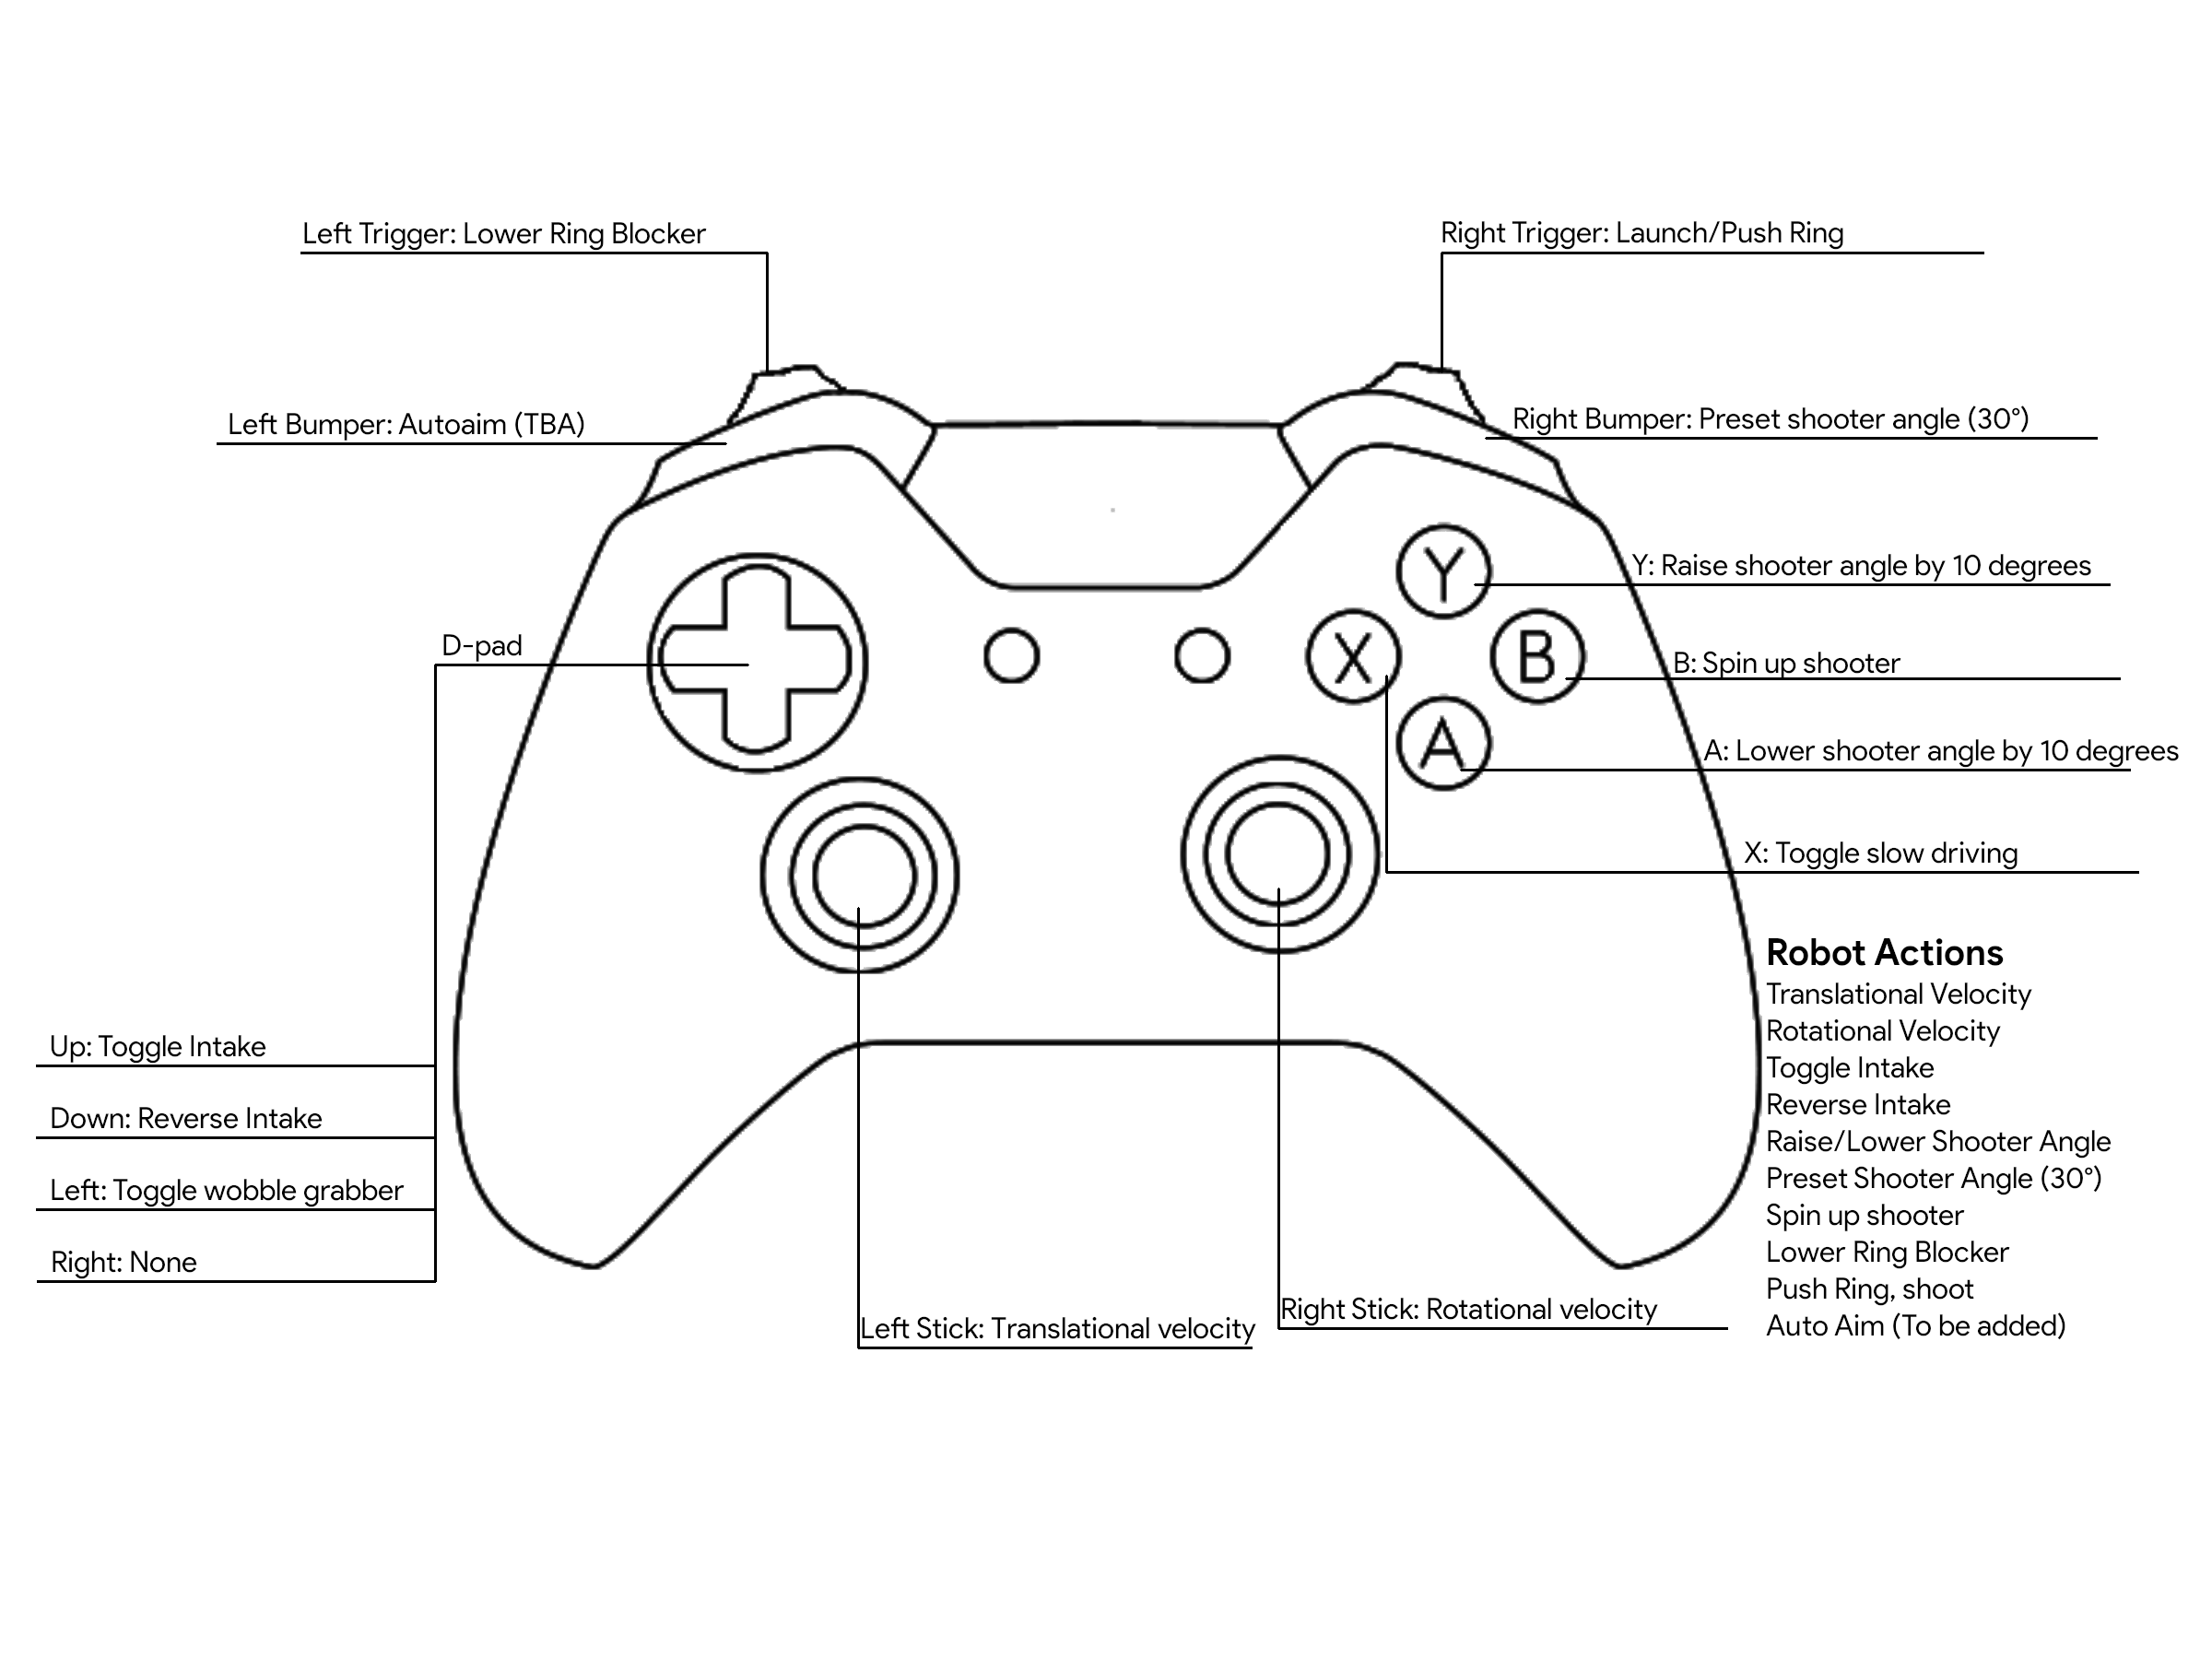 Left Trigger: Lower Ring Blocker
Right Trigger: Launch/Push Ring
Left Bumper: Autoaim (TBA)
Right Bumper: Preset shooter angle (30°)
Y
Y: Raise shooter angle by 10 degrees
D-pad
X
B
B: Spin up shooter
A
A: Lower shooter angle by 10 degrees
X: Toggle slow driving
Up: Toggle Intake
Down: Reverse Intake
Left: Toggle wobble grabber
Right: None
Left Stick: Translational velocity
Right Stick: Rotational velocity
Robot Actions
Translational Velocity
Rotational Velocity
Toggle Intake
Reverse Intake
Raise/Lower Shooter Angle
Preset Shooter Angle (30°)
Spin up shooter
Lower Ring Blocker
Push Ring, shoot
Auto Aim (To be added)